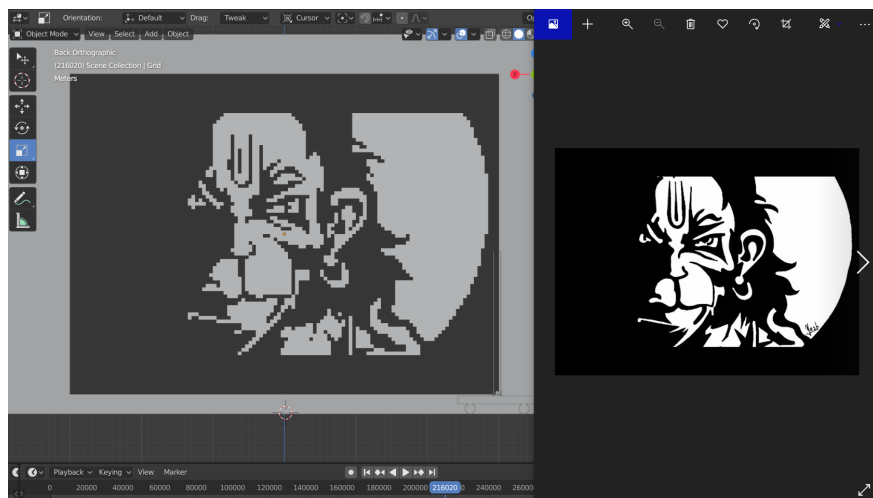 Orientation: Default Drag: Tweak Cursor
Object Mode View Select Add Object
Back Orthographic
(216020) Scene Collection | Grid
Meters
X
Playback Keying View Marker
0 20000 40000 60000 80000 100000 120000 140000 160000 180000 200000 216020 240000